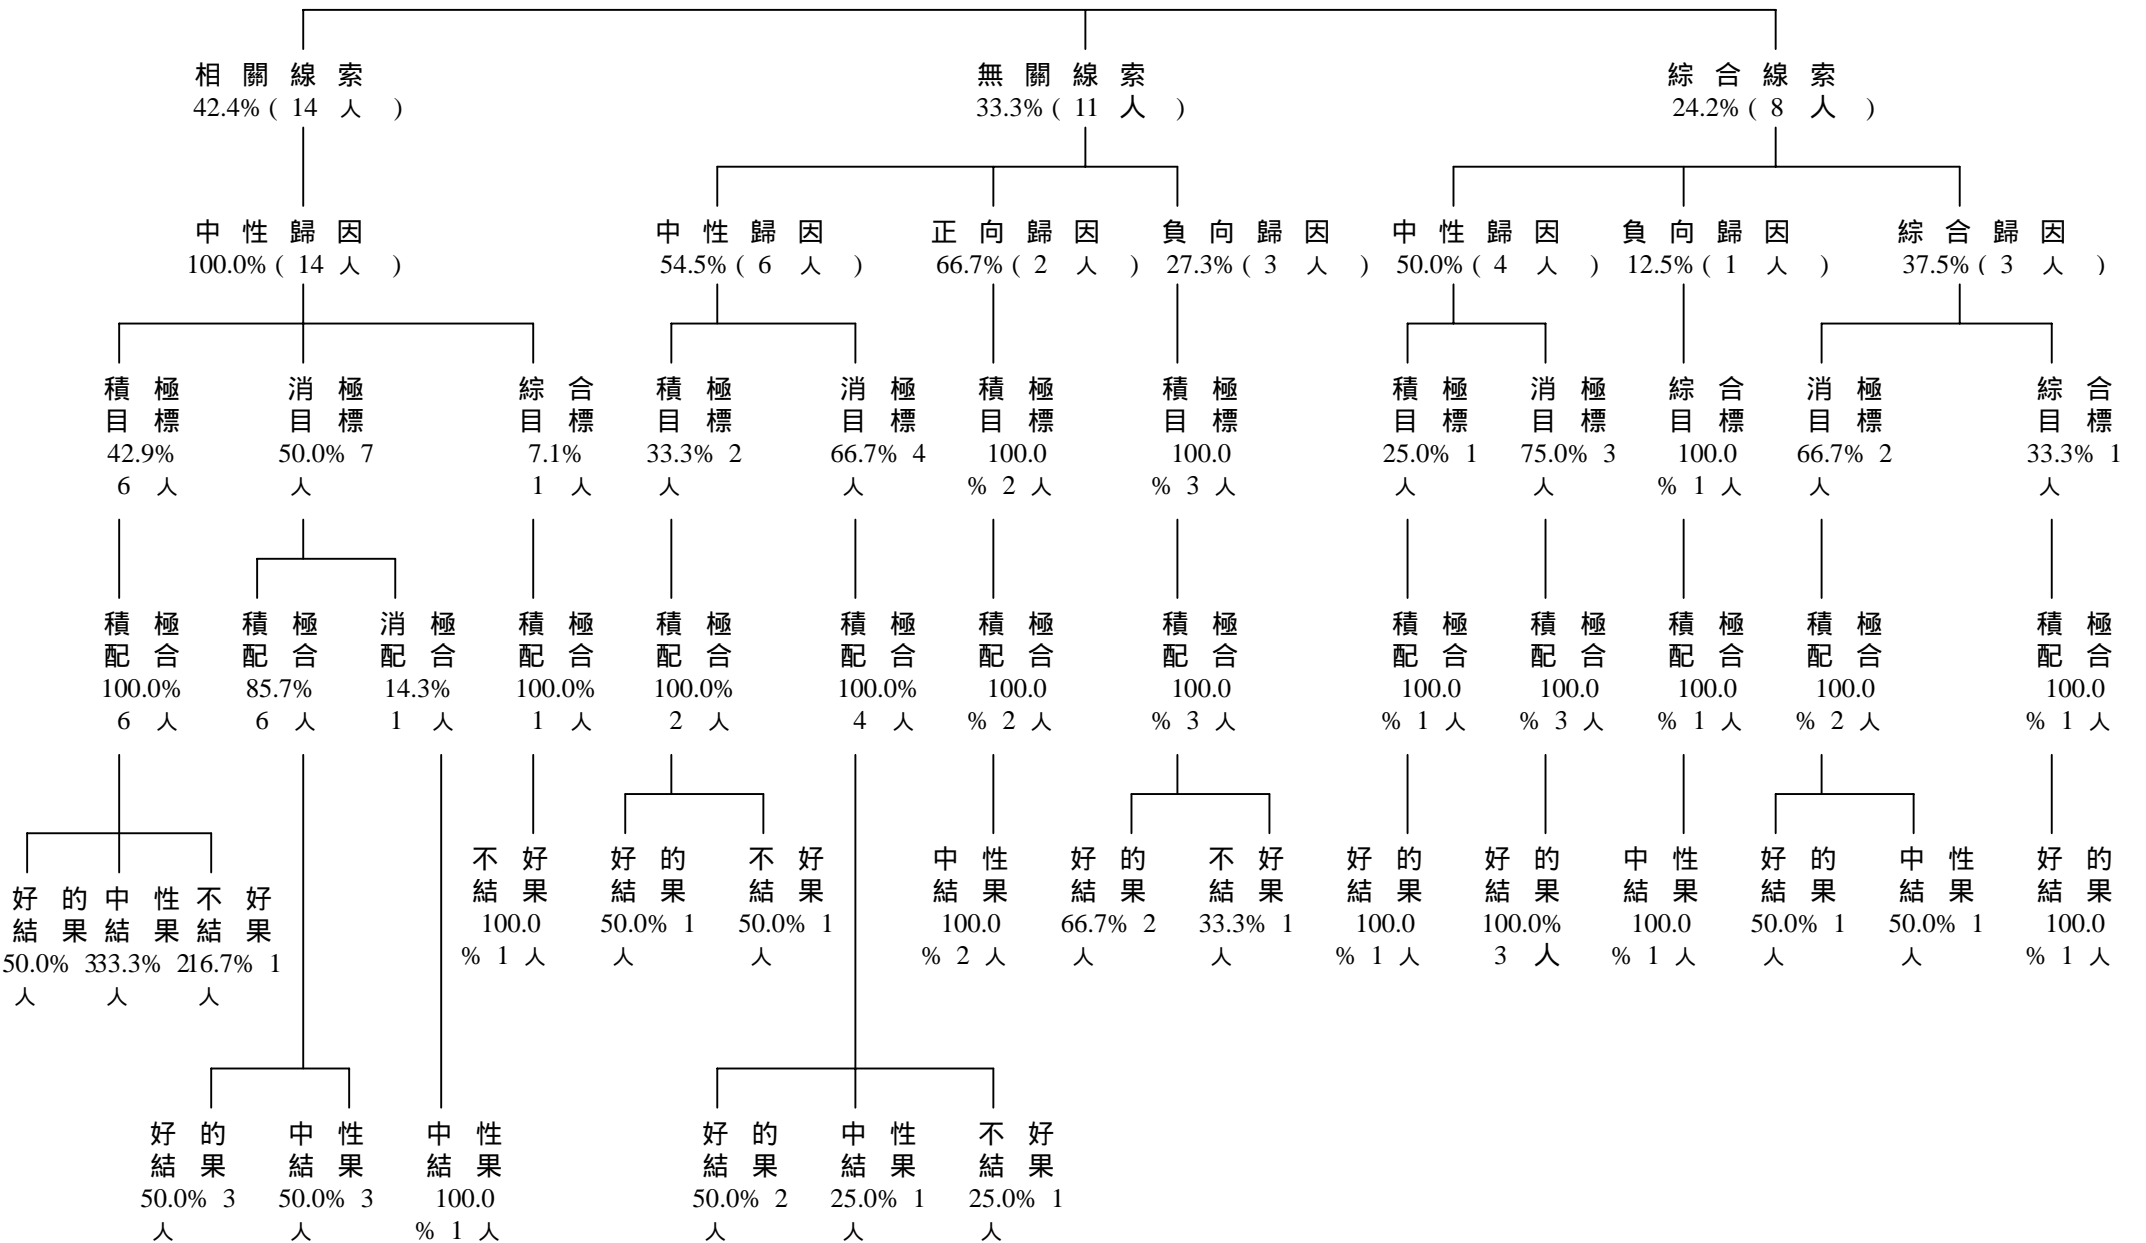 相關線索 無關線索 綜合線索
42.4%(14人) 33.3%(11人) 24.2%(8人)
中性歸因 中性歸因 正向歸因 負向歸因 中性歸因 負向歸因 綜合歸因
100.0%(14人) 54.5%(6人) 66.7%(2人) 27.3%(3人) 50.0%(4人) 12.5%(1人) 37.5%(3人)
積極 消極 綜合 積極 消極 積極 積極 積極 消極 綜合 消極 綜合
目標 目標 目標 目標 目標 目標 目標 目標 目標 目標 目標 目標
42.9% 50.0% 7 7.1% 33.3% 2 66.7% 4 100.0 100.0 25.0% 1 75.0% 3 100.0 66.7% 2 33.3% 1
6人 人 1人 人 人 % 2人 % 3人 人 人 % 1人 人 人
積極 積極 消極 積極 積極 積極 積極 積極 積極 積極 積極 積極 積極
配合 配合 配合 配合 配合 配合 配合 配合 配合 配合 配合 配合 配合
100.0% 85.7% 14.3% 100.0% 100.0% 100.0% 100.0 100.0 100.0 100.0 100.0 100.0 100.0
6人 6人 1人 1人 2人 4人 % 2人 % 3人 % 1人 % 3人 % 1人 % 2人 % 1人
不好 好的 不好 中性 好的 不好 好的 好的 中性 好的 中性 好的
結果 結果 結果 結果 結果 結果 結果 結果 結果 結果 結果 結果
100.0 50.0% 1 50.0% 1 100.0 66.7% 2 33.3% 1 100.0 100.0% 100.0 50.0% 1 50.0% 1 100.0
% 1人 人 人 % 2人 人 人 % 1人 3人 % 1人 人 人 % 1人
好的 中性 不好
結果 結果 結果
50.0% 3 33.3% 2 16.7% 1
人 人 人
好的 中性 中性 好的 中性 不好
結果 結果 結果 結果 結果 結果
50.0% 3 50.0% 3 100.0 50.0% 2 25.0% 1 25.0% 1
人 人 % 1人 人 人 人